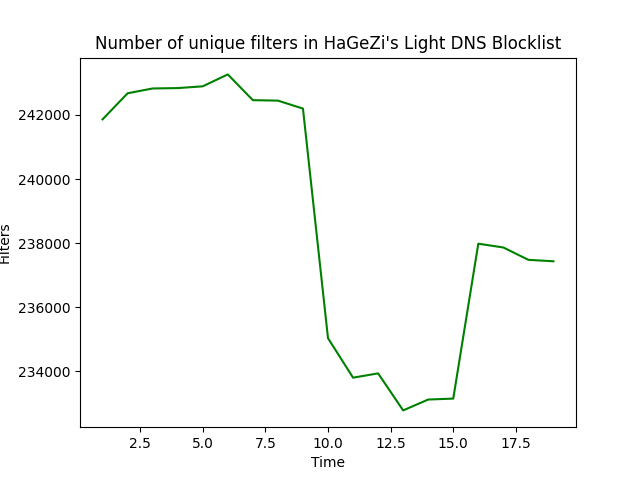 Number of unique filters in HaGeZi's Light DNS Blocklist
Filters
242000
240000
238000
236000
234000
2.5 5.0 7.5 10.0 12.5 15.0 17.5
Time